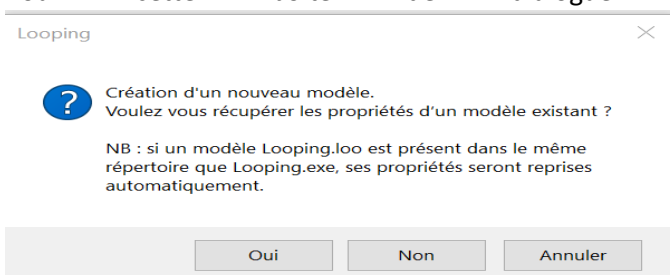 Looping
Création d'un nouveau modèle.
Voulez vous récupérer les propriétés d’un modèle existant ?
NB : si un modèle Looping.loo est présent dans le même
répertoire que Looping.exe, ses propriétés seront reprises
automatiquement.
Oui
Non
Annuler